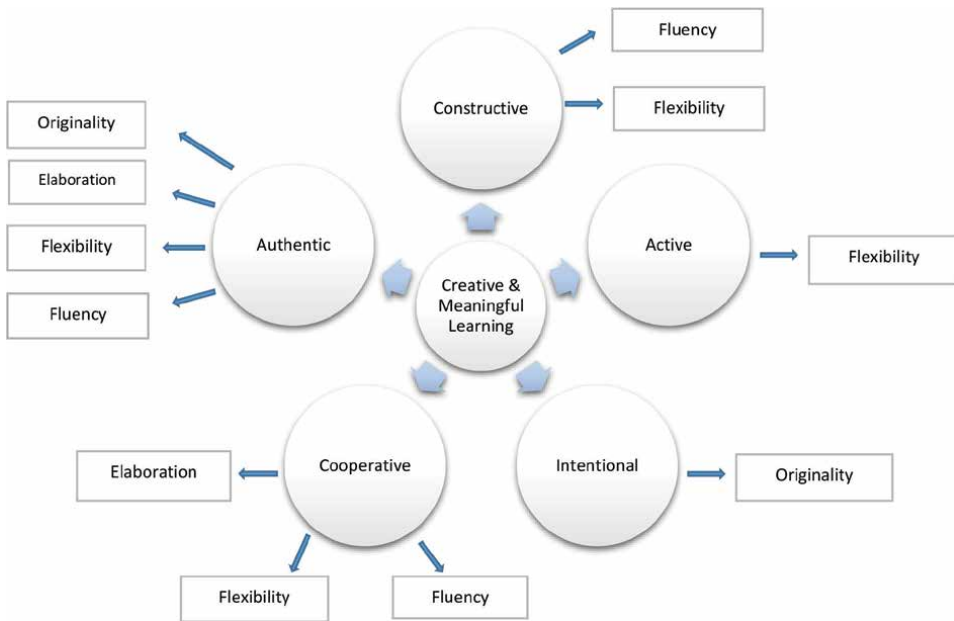 Fluency
Constructive
Flexibility
Originality
Elaboration
Authentic
Flexibility
Fluency
Active
Flexibility
Creative &
Meaningful
Learning
Cooperative
Elaboration
Flexibility
Fluency
Intentional
Originality